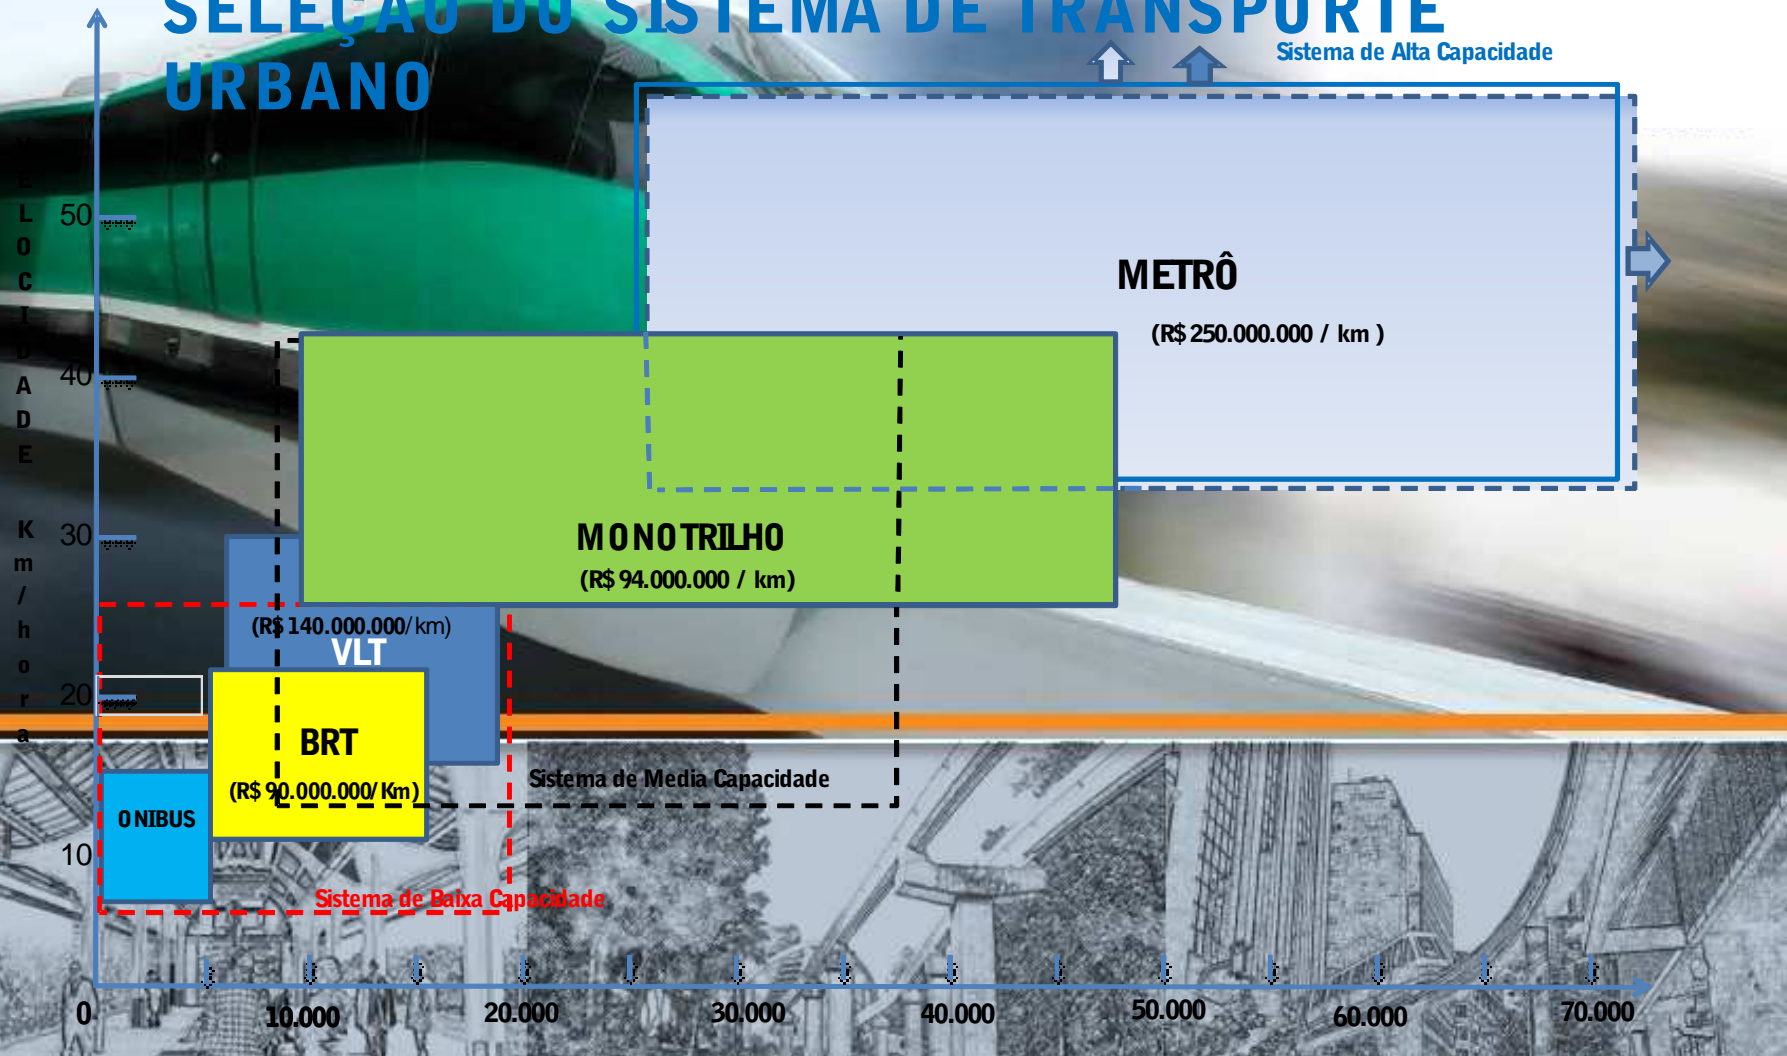 SELEÇÃO DO SISTEMA DE TRANSPORTE
URBANO
Sistema de Alta Capacidade
VELOCIDADE Km/hora
50
40
30
20
10
METRÔ
(R$ 250.000.000 / km )
MONOTRILHO
(R$ 94.000.000 / km)
(R$ 140.000.000/km)
VLT
BRT
(R$ 90.000.000/Km)
Sistema de Média Capacidade
ONIBUS
Sistema de Baixa Capacidade
0
10.000
20.000
30.000
40.000
50.000
60.000
70.000